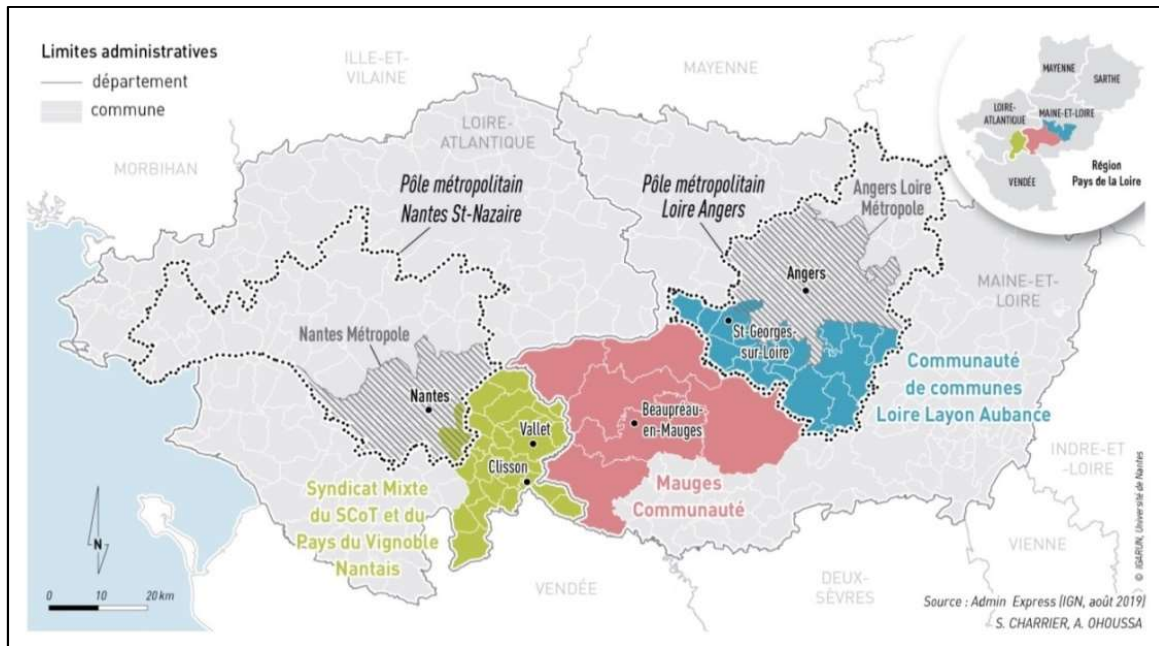 Limites administratives
département
commune
ILLE-ET-
VILAINE
MAYENNE
MORBIHAN
LOIRE-
ATLANTIQUE
Pôle métropolitain
Nantes St-Nazaire
Pôle métropolitain
Loire Angers
Angers Loire
Métropole
MAINE-ET-
LOIRE
Angers
St-Georges-
sur-Loire
Nantes Métropole
Nantes
Communauté
de communes
Loire Layon Aubance
Beaupréau-
en-Mauges
Vallet
Clisson
Mauges
Communauté
Syndicat Mixte
du SCoT et du
Pays du Vignoble
Nantais
INDRE-ET
-LOIRE
VIENNE
DEUX-
SÈVRES
VENDÉE
N
0 10 20 km
MAYENNE
SARTHE
LOIRE-
ATLANTIQUE
MAINE-ET-LOIRE
VENDÉE
Région
Pays de la Loire
© IGARUN, Université de Nantes
Source : Admin Express (IGN, août 2019)
S. CHARRIER, A. OHOUSSA